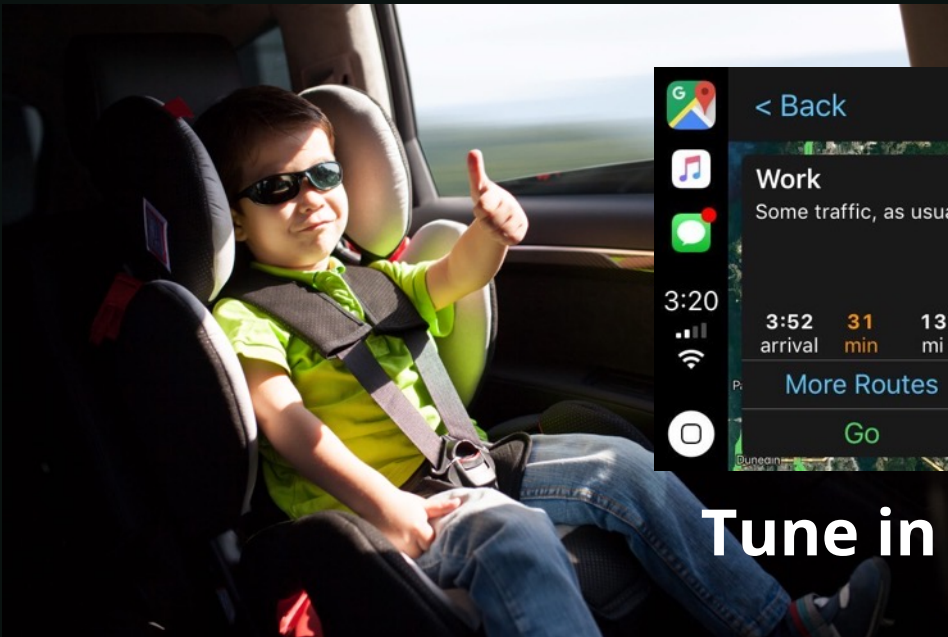 G
< Back
Work
Some traffic, as usua
3:20
3:52
31
13
arrival
min
mi
More Routes
Go
Dunedin
Tune in